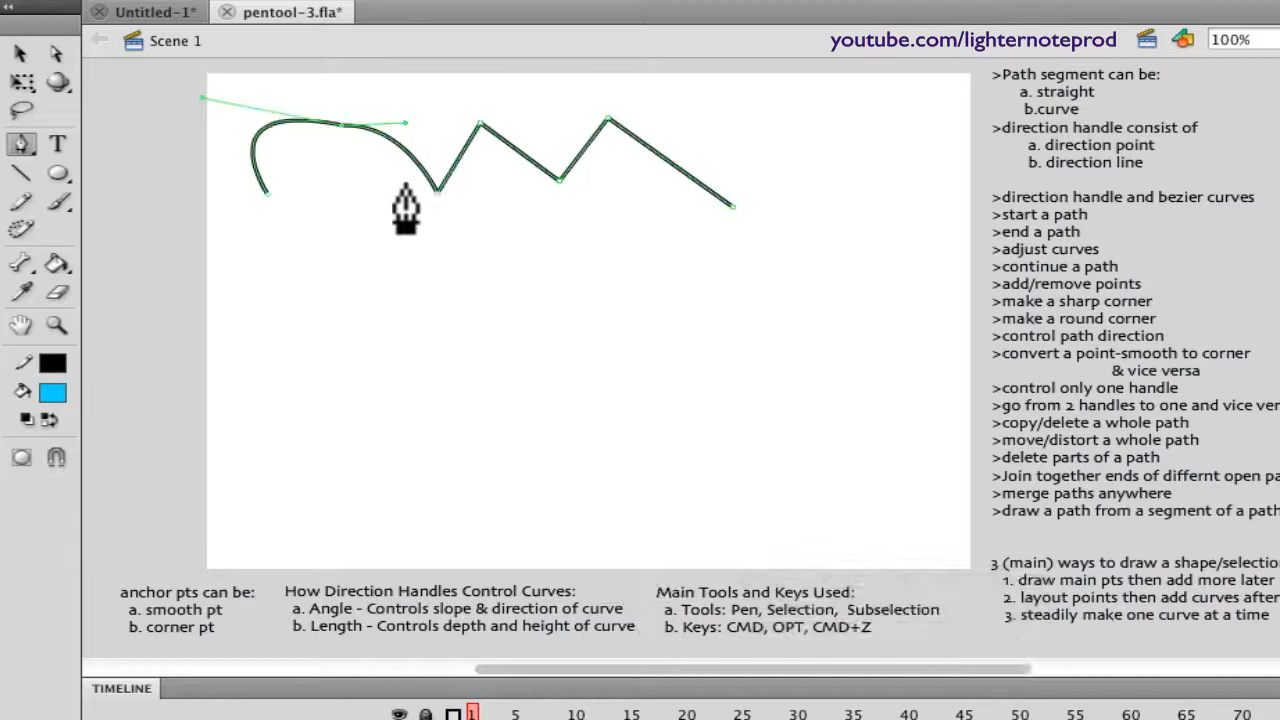 Untitled-1*
pentool-3.fla*
Scene 1
youtube.com/lighternoteprod
100%
T
>Path segment can be:
a. straight
b.curve
>direction handle consist of
a. direction point
b. direction line
>direction handle and bezier curves
>start a path
>end a path
>adjust curves
>continue a path
>add/remove points
>make a sharp corner
>make a round corner
>control path direction
>convert a point-smooth to corner
& vice versa
>control only one handle
>go from 2 handles to one and vice ver
>copy/delete a whole path
>move/distort a whole path
>delete parts of a path
>Join together ends of differnt open pa
>merge paths anywhere
>draw a path from a segment of a path
3 (main) ways to draw a shape/selectio
1. draw main pts then add more later
2. layout points then add curves after
3. steadily make one curve at a time
anchor pts can be:
a. smooth pt
b. corner pt
How Direction Handles Control Curves:
a. Angle - Controls slope & direction of curve
b. Length - Controls depth and height of curve
Main Tools and Keys Used:
a. Tools: Pen, Selection, Subselection
b. Keys: CMD, OPT, CMD+Z
TIMELINE
1 5 10 15 20 25 30 35 40 45 50 55 60 65 70